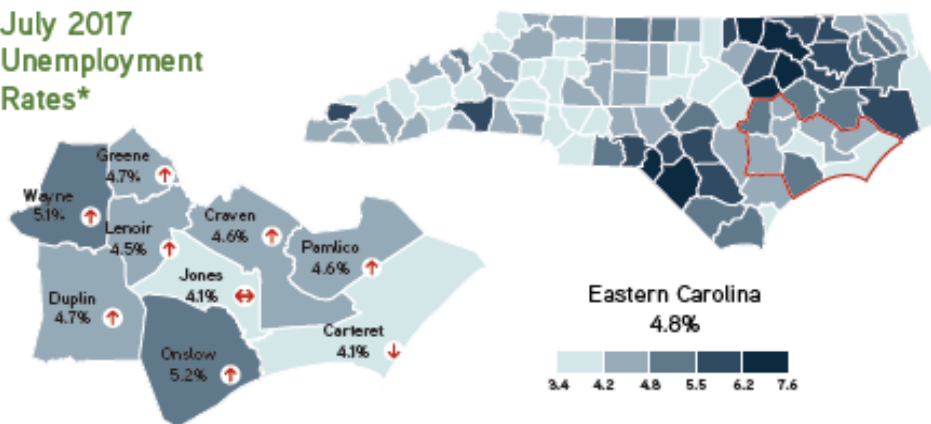 July 2017
Unemployment
Rates*
Greene
4.7%
Wayne
5.1%
Lenoir
4.5%
Craven
4.6%
Pamlico
4.6%
Jones
4.1%
Duplin
4.7%
Carteret
4.1%
Onslow
5.2%
Eastern Carolina
4.8%
3.4 4.2 4.8 5.5 6.2 7.6